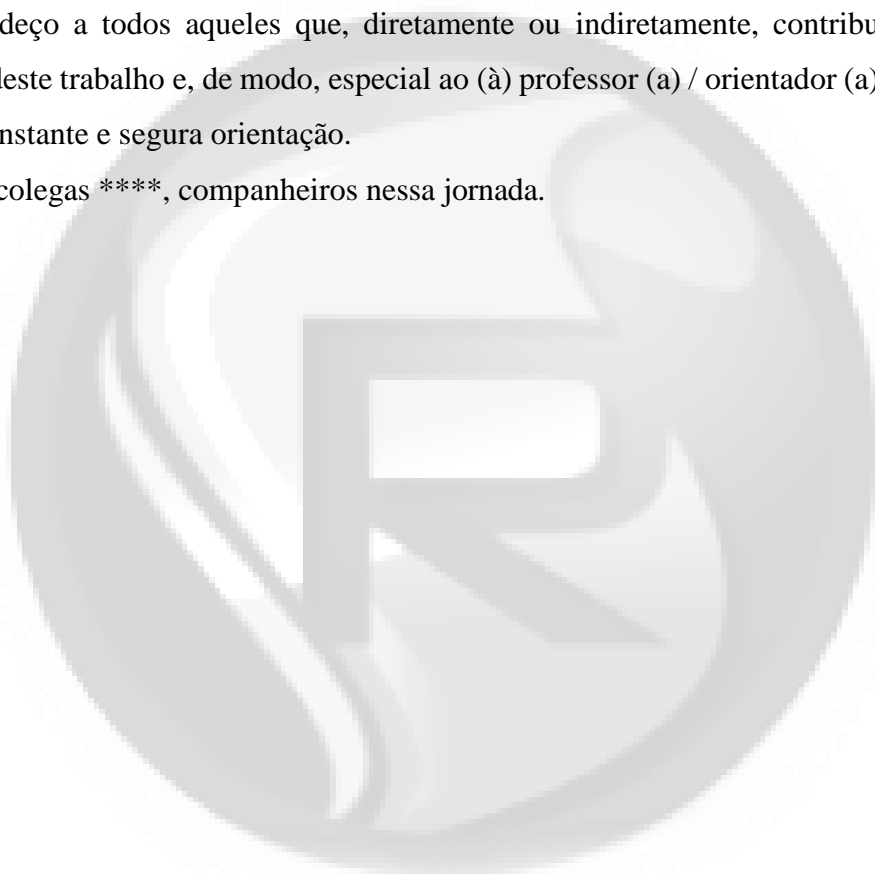 deço a todos aqueles que, diretamente ou indiretamente, contribu
deste trabalho e, de modo, especial ao (à) professor (a) / orientador (a)
nstante e segura orientação.
colegas ****, companheiros nessa jornada.
R